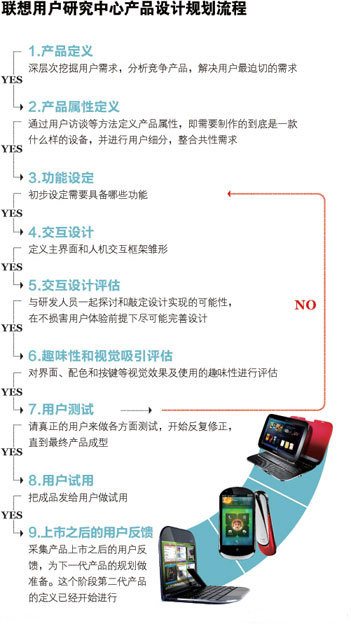 联想用户研究中心产品设计规划流程
1.产品定义
深层次挖掘用户需求，分析竞争产品，解决用户最迫切的需求
YES
2.产品属性定义
通过用户访谈等方法定义产品属性，即需要制作的到底是一款
什么样的设备，并进行用户细分，整合共性需求
YES
3.功能设定
初步设定需要具备哪些功能
YES
4.交互设计
定义主界面和人机交互框架雏形
YES
5.交互设计评估
与研发人员一起探讨和敲定设计实现的可能性，
在不损害用户体验前提下尽可能完善设计
NO
YES
6.趣味性和视觉吸引评估
对界面、配色和按键等视觉效果及使用的趣味性进行评估
YES
7.用户测试
请真正的用户来做各方面测试，开始反复修正，
直到最终产品成型
YES
8.用户试用
把成品发给用户做试用
YES
9.上市之后的用户反馈
采集产品上市之后的用户反
馈，为下一代产品的规划做
准备。这个阶段第二代产品
的定义已经开始进行